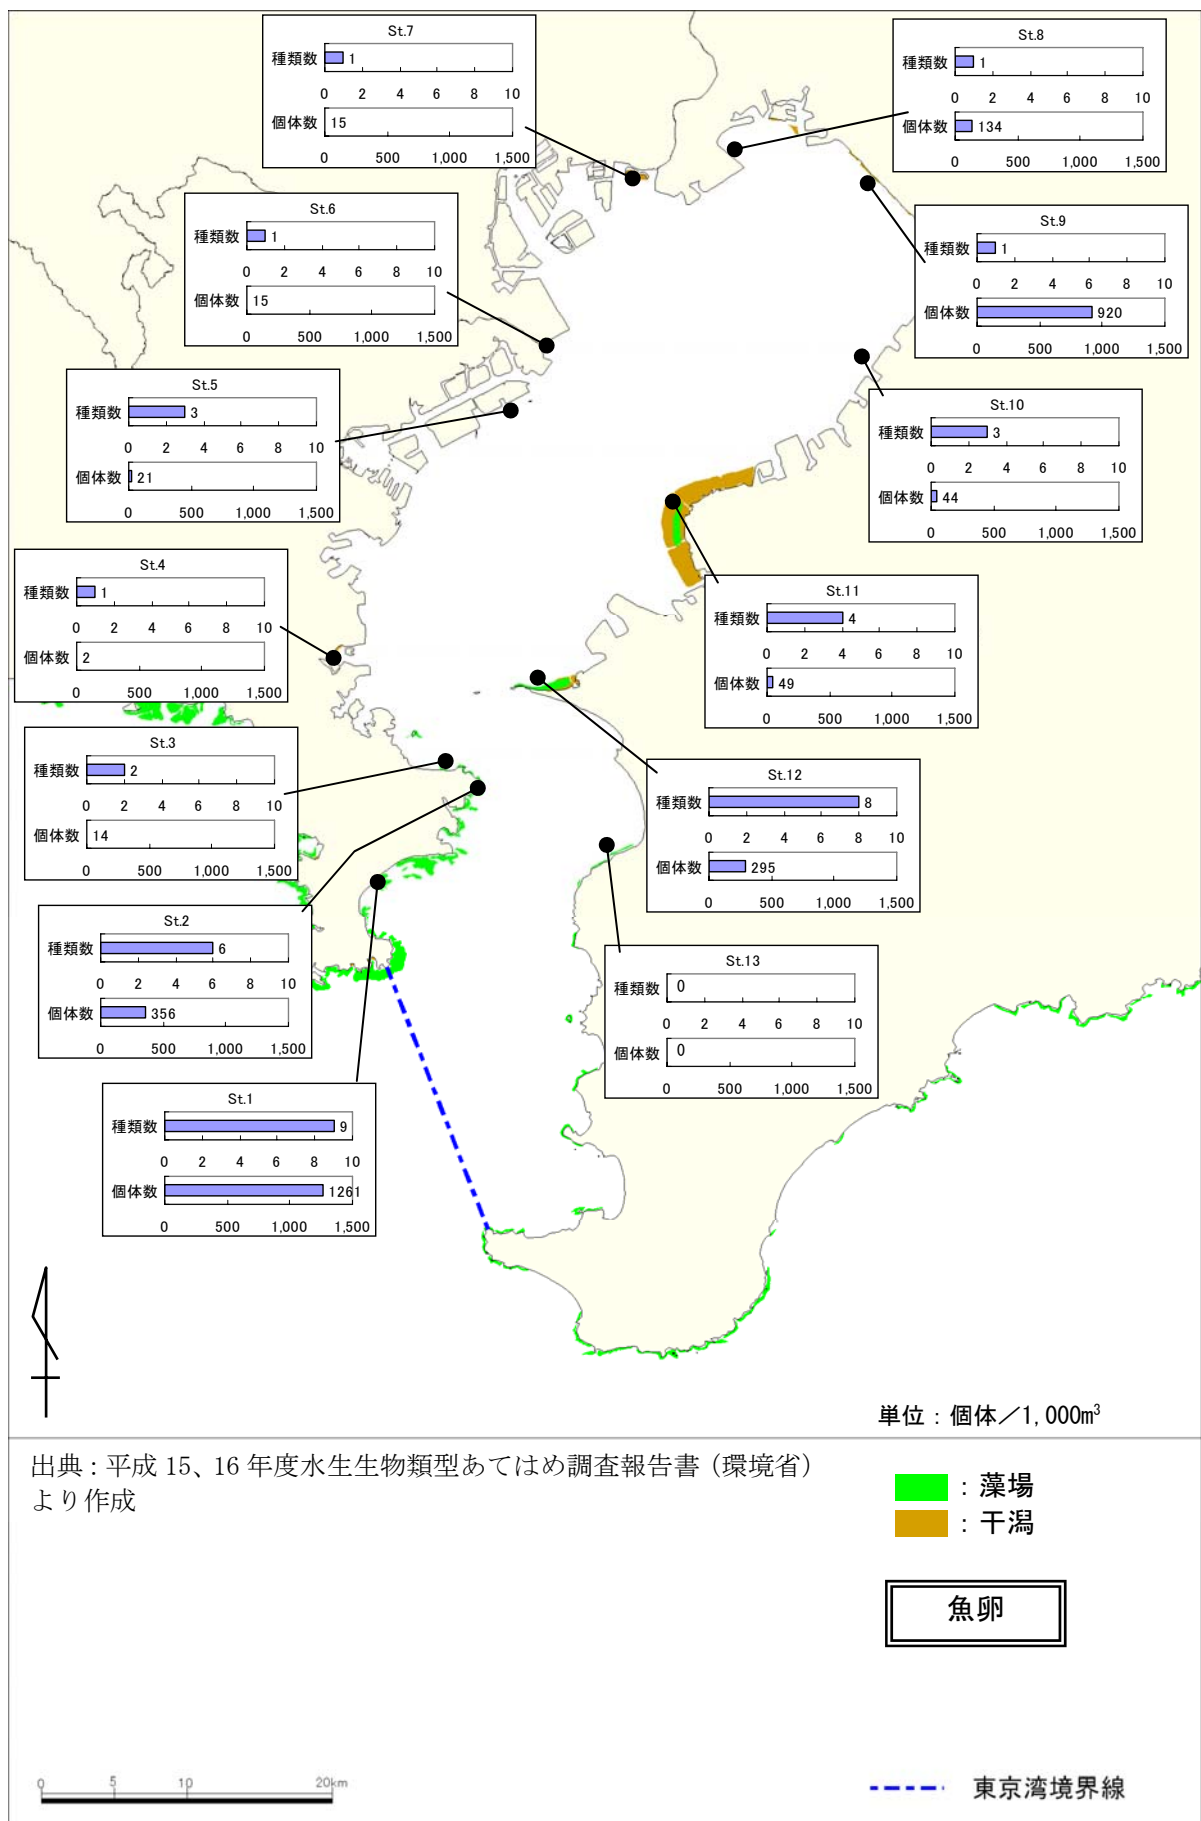 St.7
種類数 1
0 2 4 6 8 10
個体数 15
0 500 1,000 1,500
St.8
種類数 1
0 2 4 6 8 10
個体数 134
0 500 1,000 1,500
St.6
種類数 1
0 2 4 6 8 10
個体数 15
0 500 1,000 1,500
St.9
種類数 1
0 2 4 6 8 10
個体数 920
0 500 1,000 1,500
St.5
種類数 3
0 2 4 6 8 10
個体数 21
0 500 1,000 1,500
St.10
種類数 3
0 2 4 6 8 10
個体数 44
0 500 1,000 1,500
St.4
種類数 1
0 2 4 6 8 10
個体数 2
0 500 1,000 1,500
St.11
種類数 4
0 2 4 6 8 10
個体数 49
0 500 1,000 1,500
St.3
種類数 2
0 2 4 6 8 10
個体数 14
0 500 1,000 1,500
St.12
種類数 8
0 2 4 6 8 10
個体数 295
0 500 1,000 1,500
St.2
種類数 6
0 2 4 6 8 10
個体数 356
0 500 1,000 1,500
St.13
種類数 0
0 2 4 6 8 10
個体数 0
0 500 1,000 1,500
St.1
種類数 9
0 2 4 6 8 10
個体数 1261
0 500 1,000 1,500
単位：個体／1,000m³
出典：平成 15、16 年度水生生物類型あてはめ調査報告書（環境省）
より作成
：藻場
：干潟
魚卵
0 5 10 20km
東京湾境界線